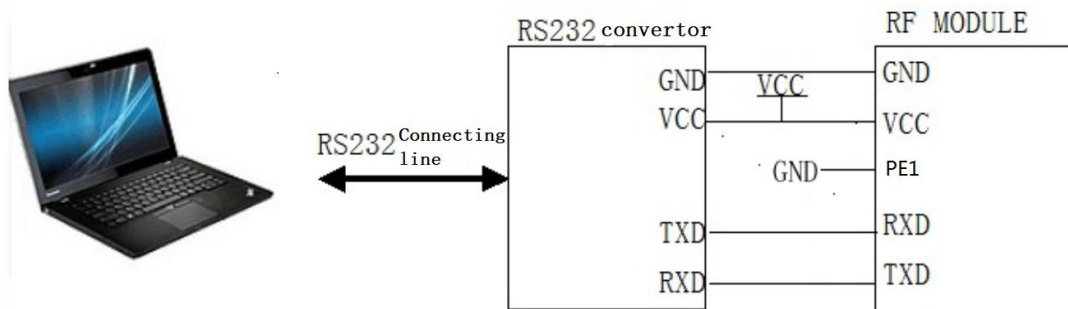 RF MODULE
RS232 convertor
GND
VCC
GND
VCC
VCC
RS232 Connecting
line
GND
PE1
TXD
RXD
RXD
TXD